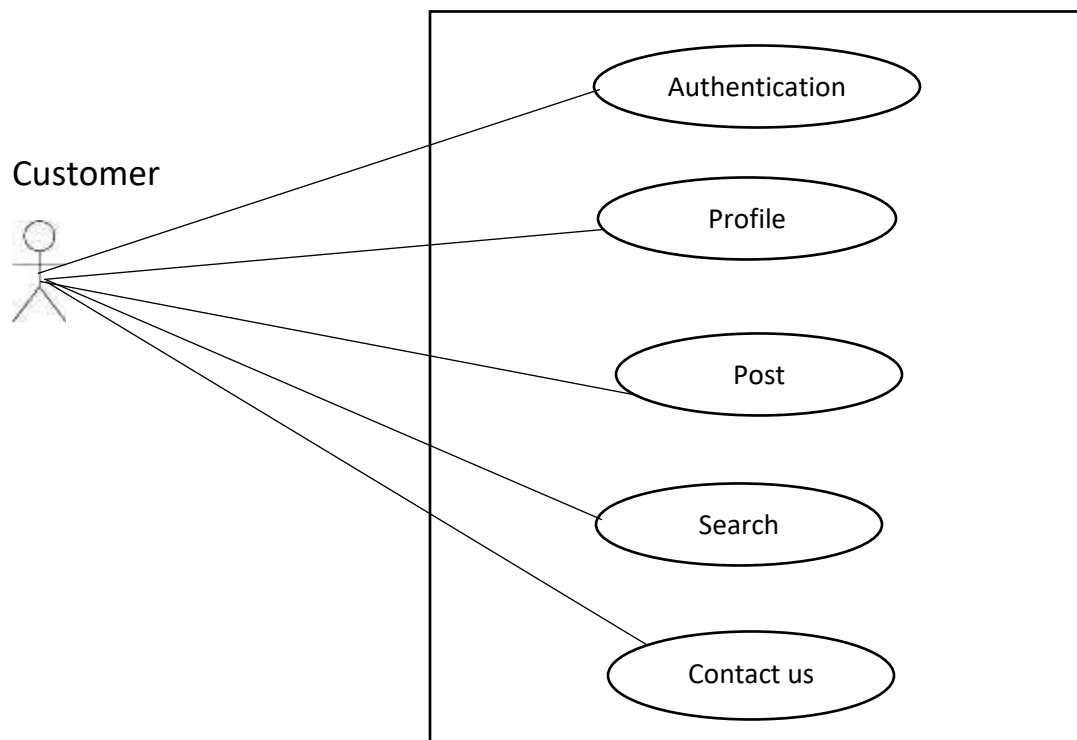 Authentication
Customer
Profile
Post
Search
Contact us